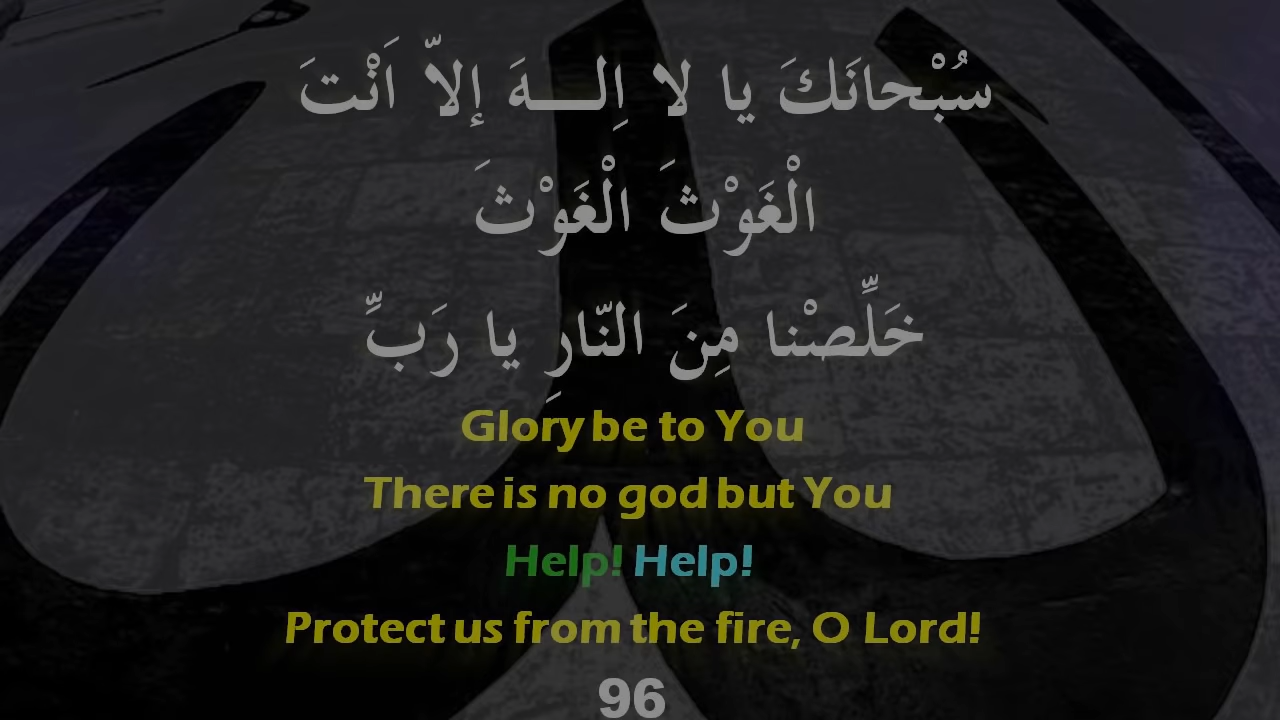 سُبْحانَكَ يا لا اِلـــهَ إلاّ اَنْتَ
الْغَوْثَ الْغَوْثَ
خَلِّصْنا مِنَ النّارِ يا رَبِّ
Glory be to You
There is no god but You
Help! Help!
Protect us from the fire, O Lord!
96